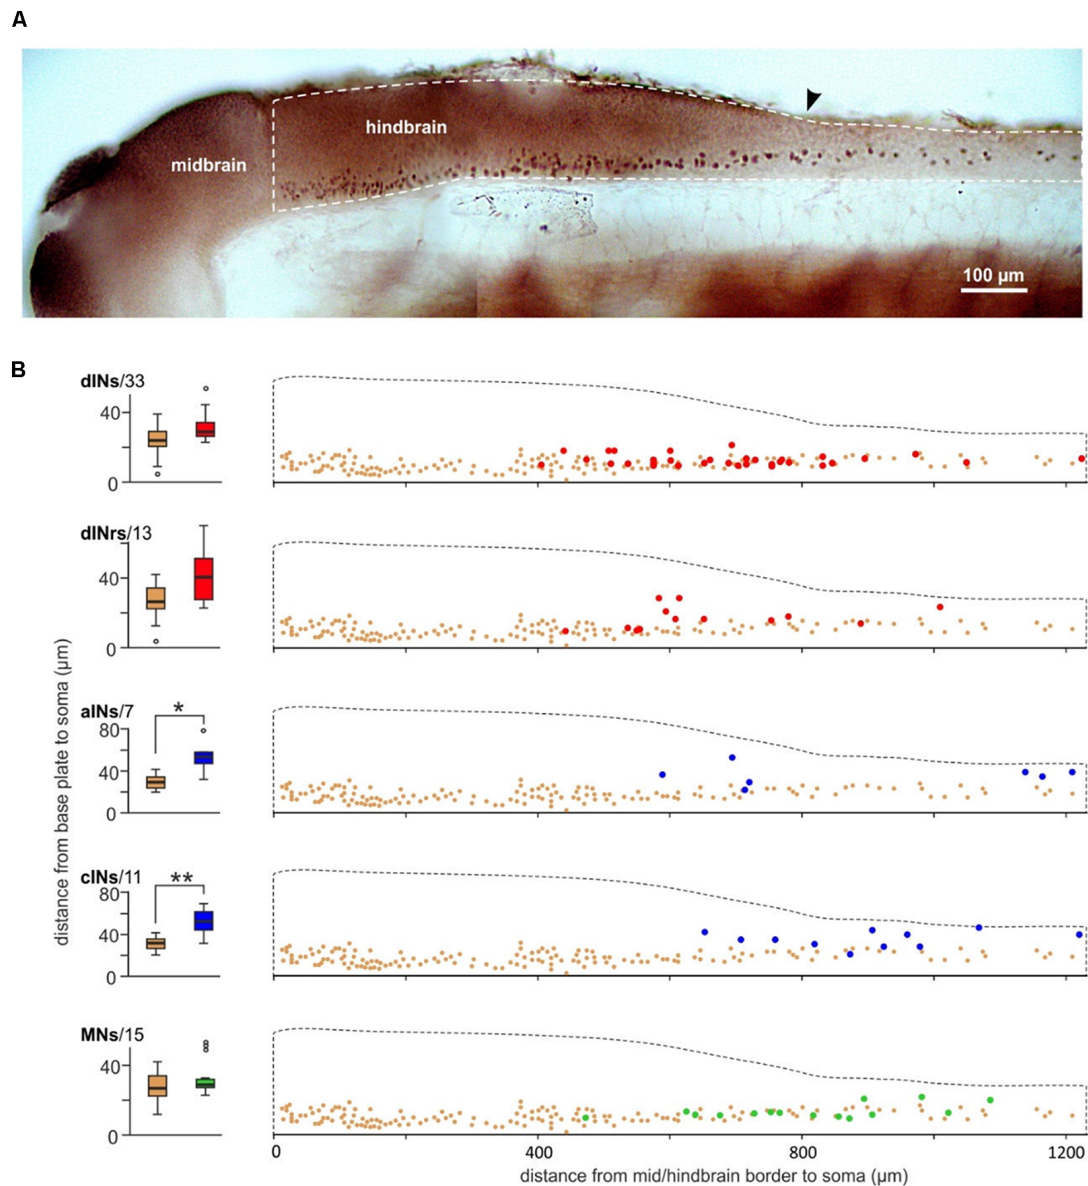 A
hindbrain
midbrain
100 µm
B
dINs/33
40
0
dINrs/13
40
0
distance from base plate to soma (µm)
aINs/7
*
80
40
0
cINs/11
**
80
40
0
MNs/15
40
0
0 400 800 1200
distance from mid/hindbrain border to soma (µm)